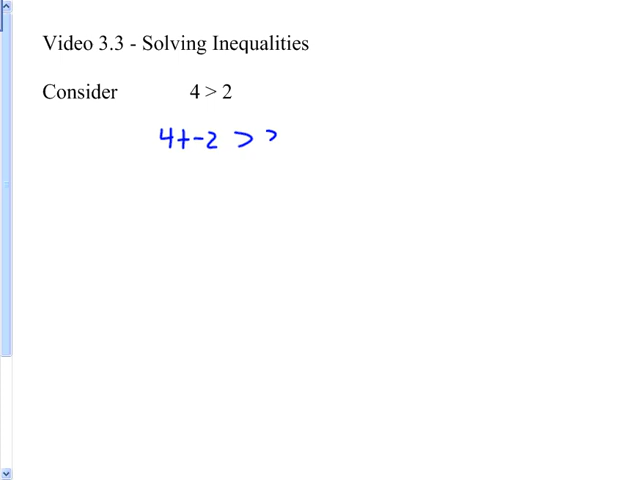 Video 3.3 - Solving Inequalities
Consider 4 > 2
4+-2 >